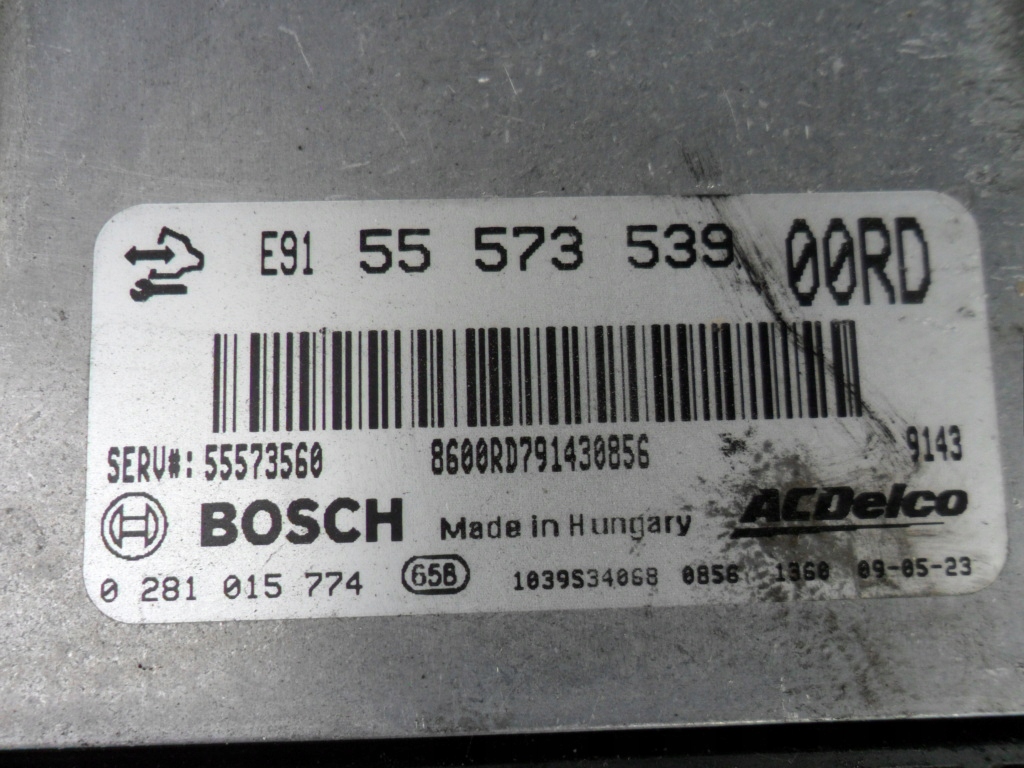 E91 55 573 539 00RD
SERV#: 55573560 8600RD791430856 9143
BOSCH Made in Hungary ACDelco
0 281 015 774 65B 1039S34068 0856 1360 09-05-23